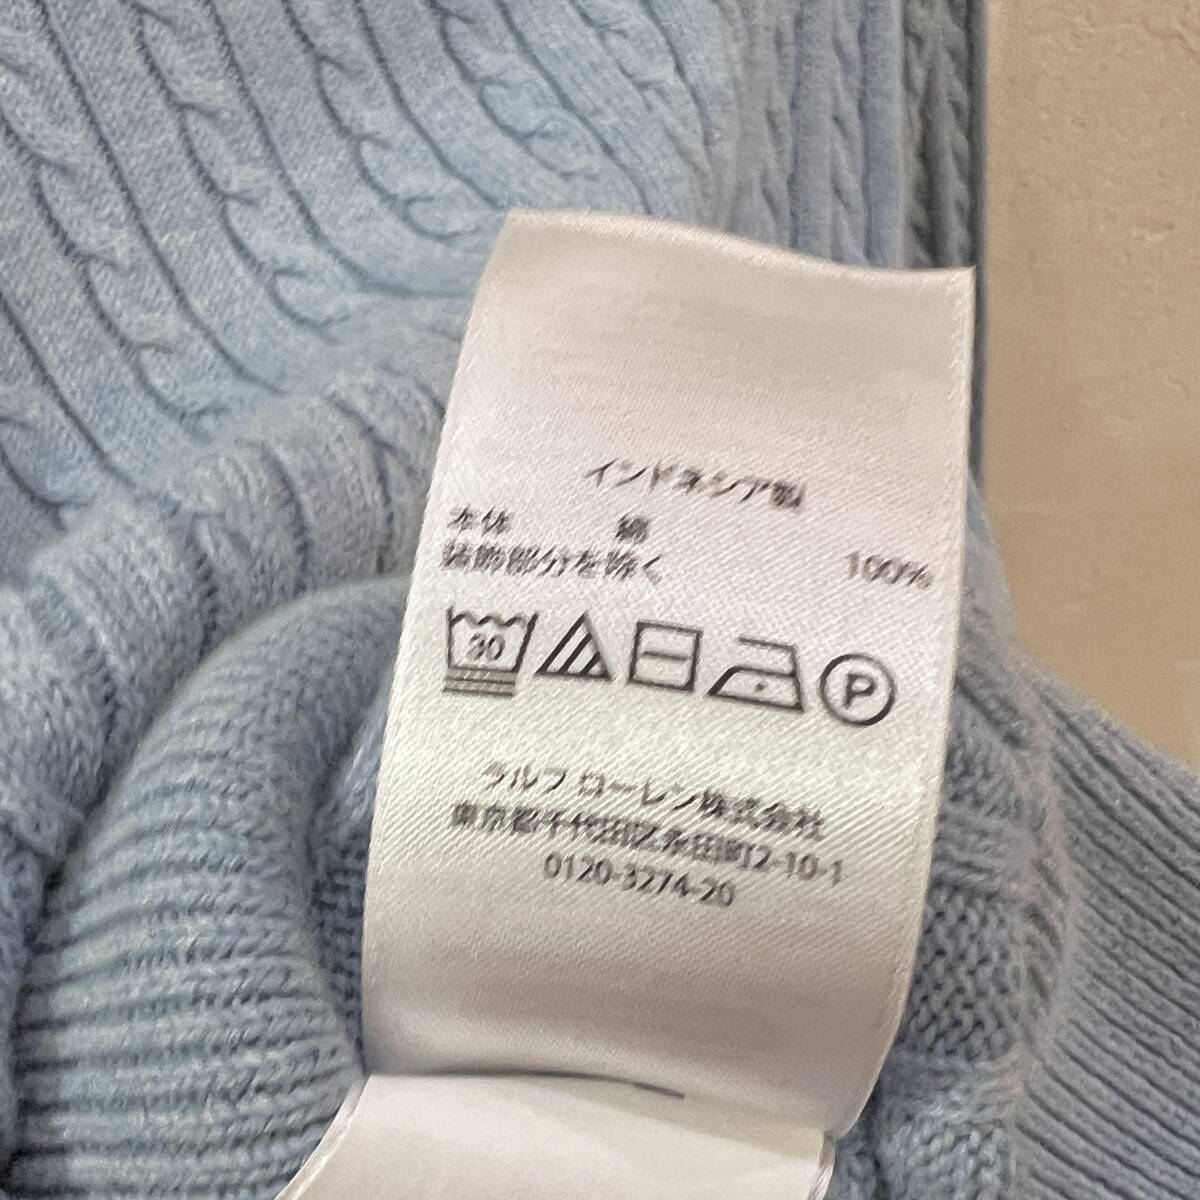 インドネシア製
本体 綿 100%
装飾部分を除く
30
P
ラルフ ローレン株式会社
東京都千代田区永田町2-10-1
0120-3274-20